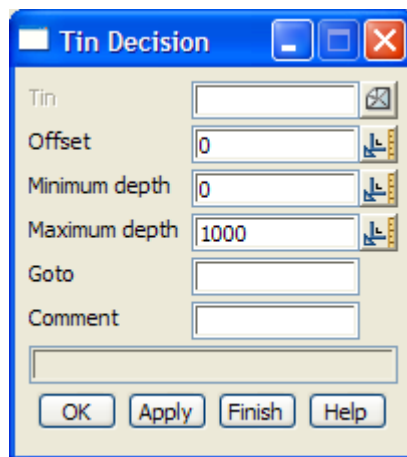 Tin Decision
Tin
Offset 0
Minimum depth 0
Maximum depth 1000
Goto
Comment
OK Apply Finish Help